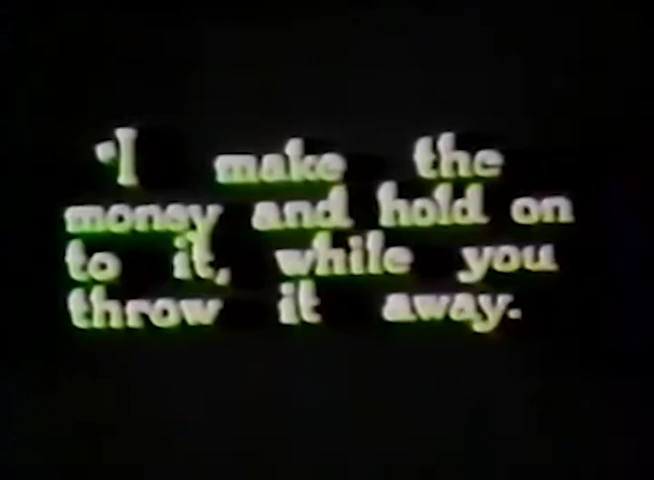 "I make the
money and hold on
to it, while you
throw it away.